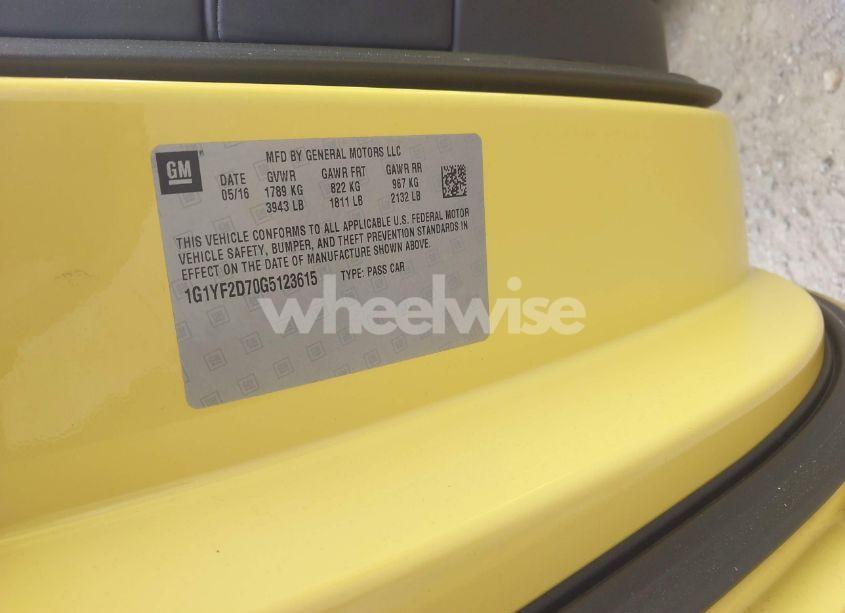 GM
MFD BY GENERAL MOTORS LLC
DATE GVWR GAWR FRT GAWR RR
05/16 1789 KG 822 KG 967 KG
3943 LB 1811 LB 2132 LB
THIS VEHICLE CONFORMS TO ALL APPLICABLE U.S. FEDERAL MOTOR
VEHICLE SAFETY, BUMPER, AND THEFT PREVENTION STANDARDS IN
EFFECT ON THE DATE OF MANUFACTURE SHOWN ABOVE.
1G1YF2D70G5123615 TYPE: PASS CAR
wheelwise